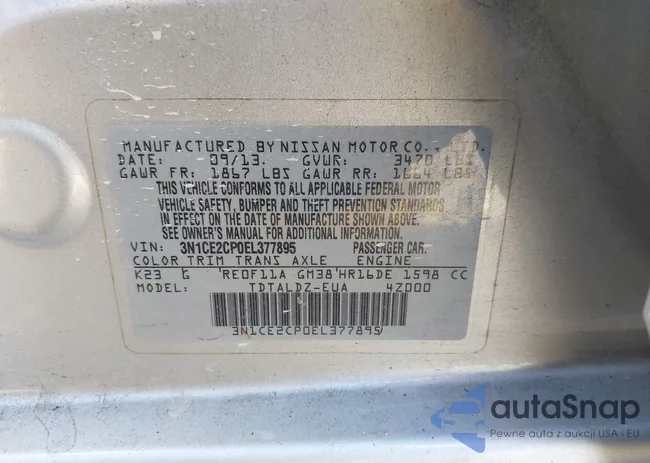 MANUFACTURED BY NISSAN MOTOR CO., LTD.
DATE: 09/13. GVWR: 3470 LBS
GAWR FR: 1867 LBS GAWR RR: 1664 LBS
THIS VEHICLE CONFORMS TO ALL APPLICABLE FEDERAL MOTOR
VEHICLE SAFETY, BUMPER AND THEFT PREVENTION STANDARDS
IN EFFECT ON THE DATE OF MANUFACTURE SHOWN ABOVE.
SEE OWNER'S MANUAL FOR ADDITIONAL INFORMATION.
VIN: 3N1CE2CP0EL377895 PASSENGER CAR.
COLOR TRIM TRANS AXLE ENGINE
K23 G RE0F11A GM38 HR16DE 1598 CC
MODEL: TDTALDZ-EUA 4Z000
3N1CE2CP0EL377895
autaSnap
Pewne auta z aukcji USA i EU